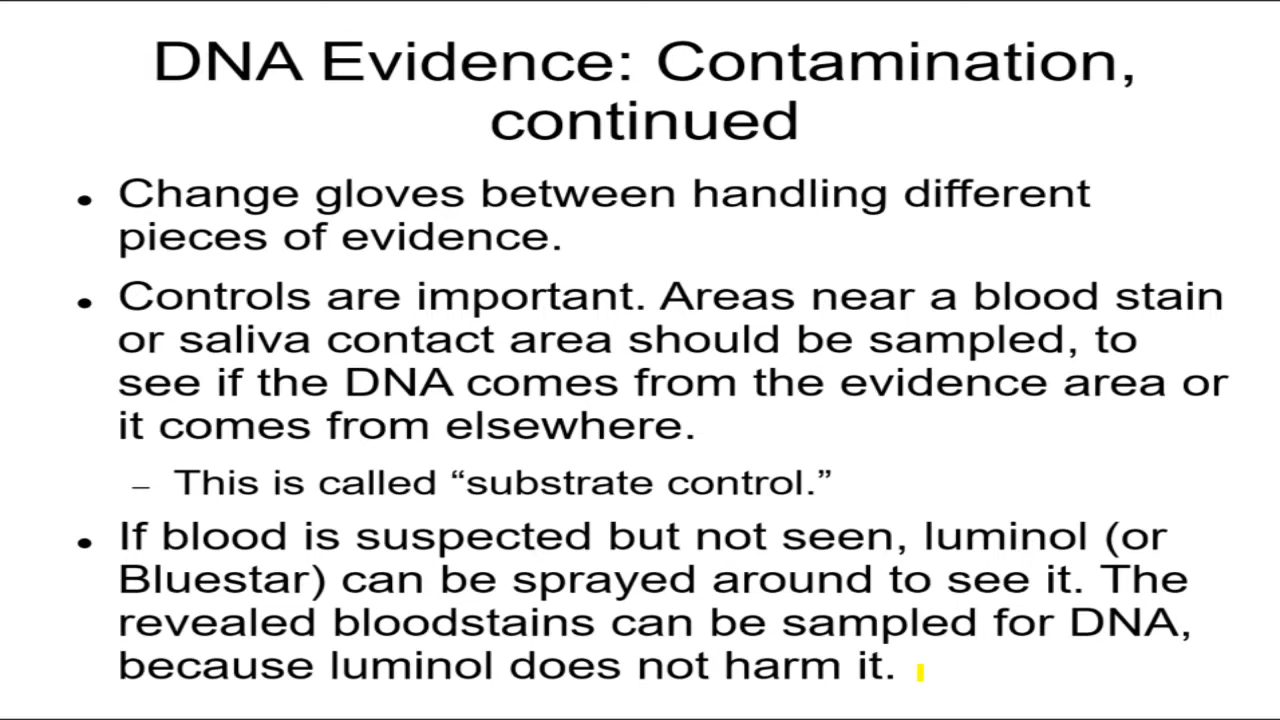 DNA Evidence: Contamination,
continued
• Change gloves between handling different
pieces of evidence.
• Controls are important. Areas near a blood stain
or saliva contact area should be sampled, to
see if the DNA comes from the evidence area or
it comes from elsewhere.
– This is called “substrate control.”
• If blood is suspected but not seen, luminol (or
Bluestar) can be sprayed around to see it. The
revealed bloodstains can be sampled for DNA,
because luminol does not harm it.